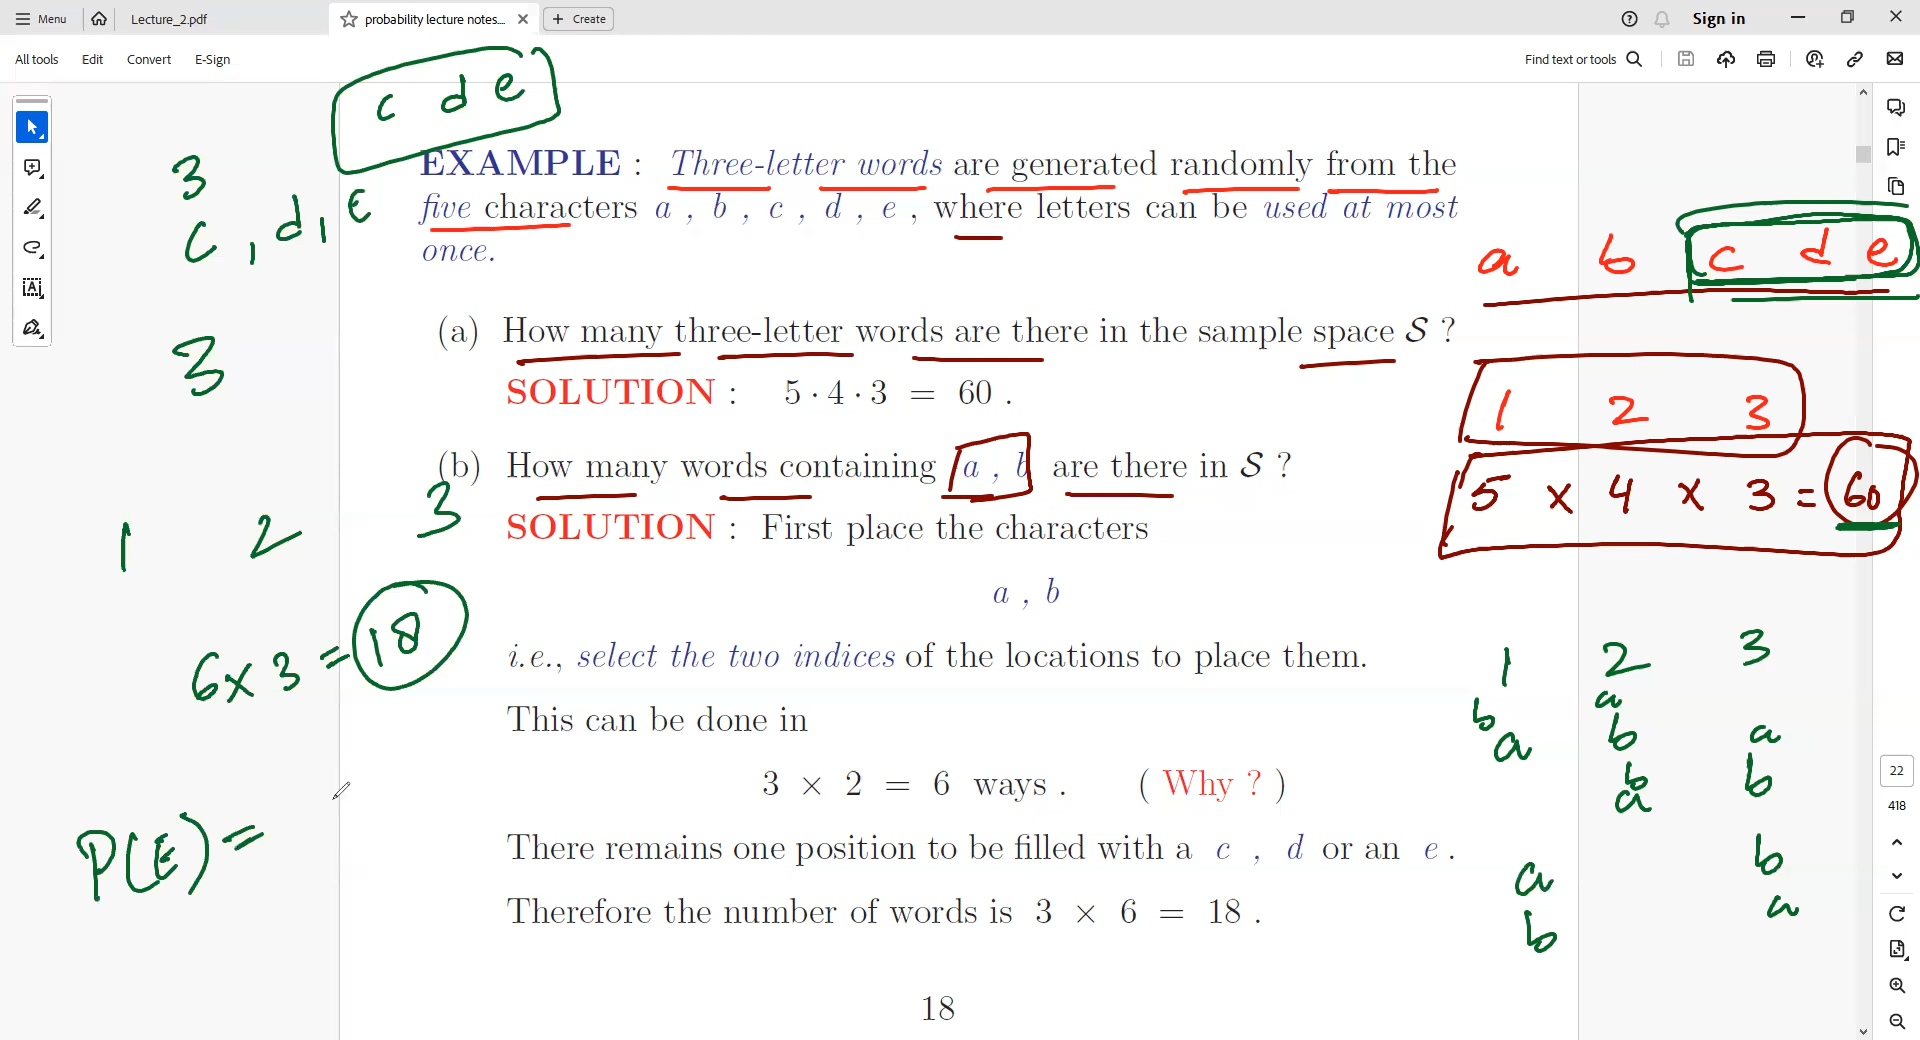 Menu Lecture_2.pdf probability lecture notes... Create Sign in
All tools Edit Convert E-Sign Find text or tools
c d e
EXAMPLE : Three-letter words are generated randomly from the
five characters a , b , c , d , e , where letters can be used at most
once.
3
c , d , E
3
a b c d e
(a) How many three-letter words are there in the sample space S ?
SOLUTION : 5 · 4 · 3 = 60 .
1 2 3
5 x 4 x 3 = 60
(b) How many words containing a , b are there in S ?
SOLUTION : First place the characters
a , b
1 2 3
6 x 3 = 18
i.e., select the two indices of the locations to place them.
This can be done in
3 × 2 = 6 ways . ( Why ? )
There remains one position to be filled with a c , d or an e .
Therefore the number of words is 3 × 6 = 18 .
P(E) =
1 2 3
b a
a b a
b b
a
b
a a
b
18
22
418